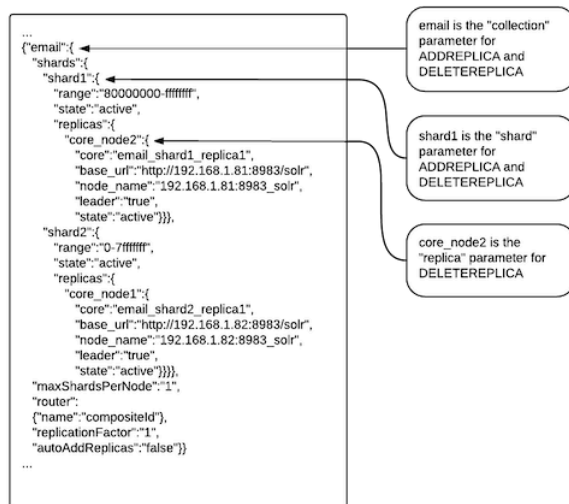 ...
{"email":{
"shards":{
"shard1":{
"range":"80000000-ffffffff",
"state":"active",
"replicas":{
"core_node2":{
"core":"email_shard1_replica1",
"base_url":"http://192.168.1.81:8983/solr",
"node_name":"192.168.1.81:8983_solr",
"leader":"true",
"state":"active"}}},
"shard2":{
"range":"0-7fffffff",
"state":"active",
"replicas":{
"core_node1":{
"core":"email_shard2_replica1",
"base_url":"http://192.168.1.82:8983/solr",
"node_name":"192.168.1.82:8983_solr",
"leader":"true",
"state":"active"}}}},
"maxShardsPerNode":"1",
"router":
{"name":"compositeId"},
"replicationFactor":"1",
"autoAddReplicas":"false"}}
...
email is the "collection"
parameter for
ADDREPLICA and
DELETEREPLICA
shard1 is the "shard"
parameter for
ADDREPLICA and
DELETEREPLICA
core_node2 is the
"replica" parameter for
DELETEREPLICA